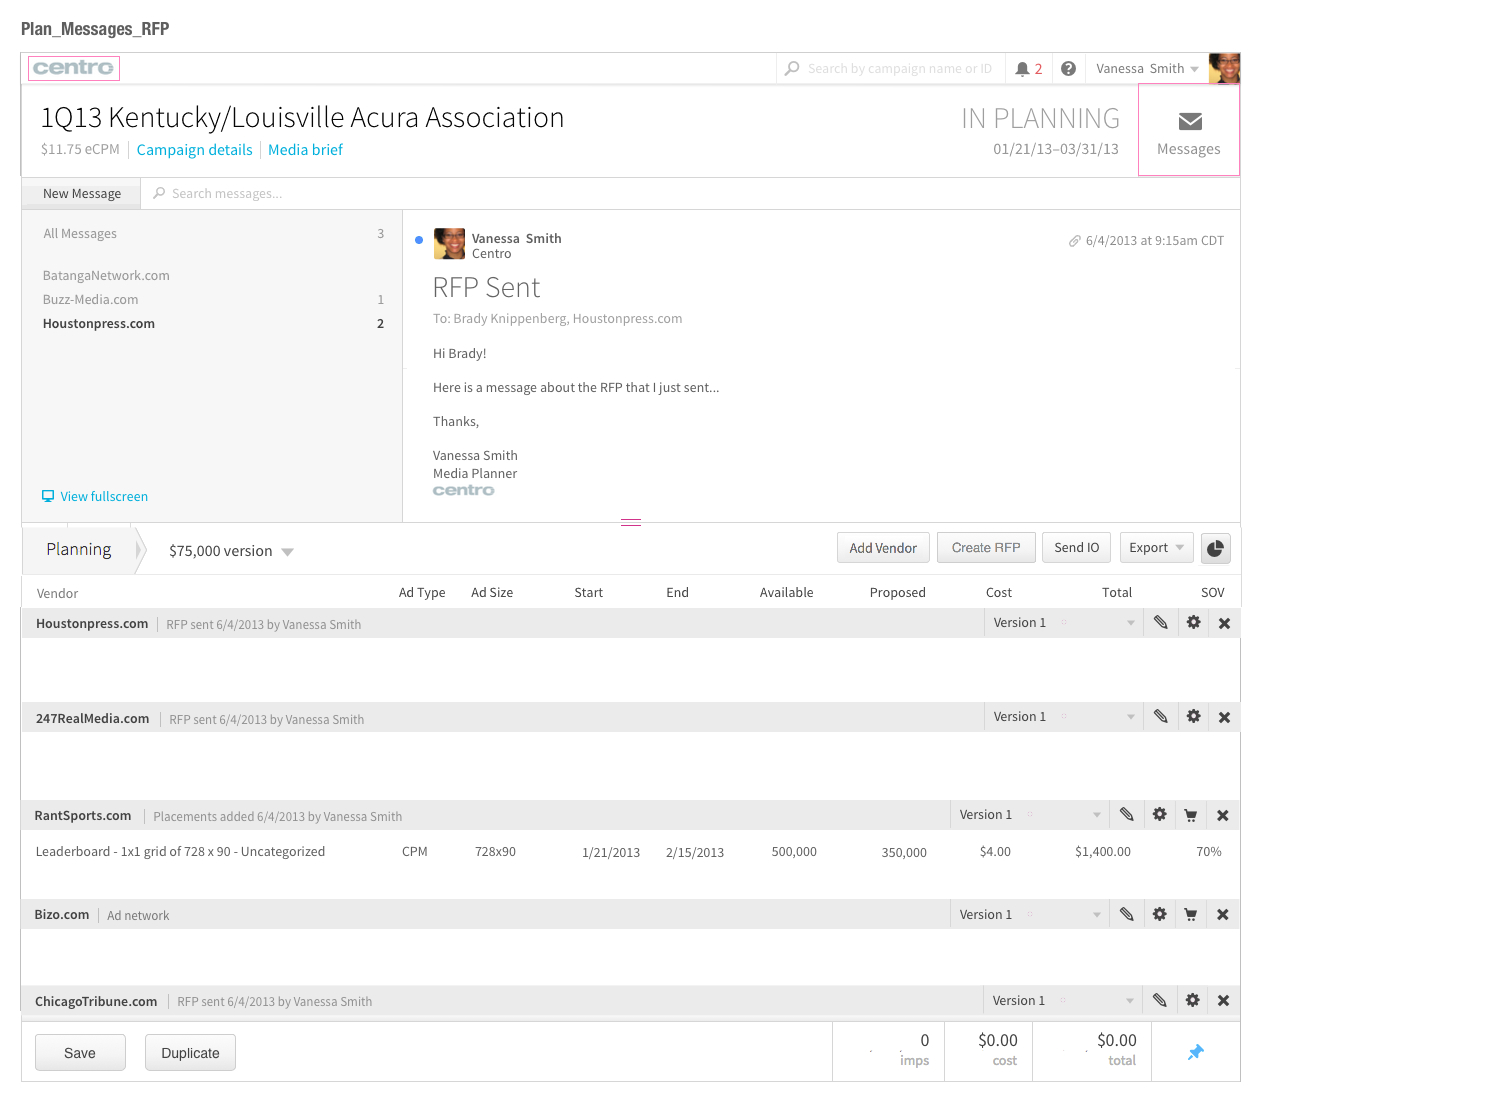 Plan_Messages_RFP
centro
Search by campaign name or ID
2
Vanessa Smith
1Q13 Kentucky/Louisville Acura Association
IN PLANNING
$11.75 eCPM
Campaign details
Media brief
01/21/13–03/31/13
Messages
New Message
Search messages...
All Messages 3
BatangaNetwork.com
Buzz-Media.com 1
Houstonpress.com 2
View fullscreen
Vanessa Smith
Centro
6/4/2013 at 9:15am CDT
RFP Sent
To: Brady Knippenberg, Houstonpress.com
Hi Brady!
Here is a message about the RFP that I just sent...
Thanks,
Vanessa Smith
Media Planner
centro
Planning
$75,000 version
Add Vendor
Create RFP
Send IO
Export
Vendor Ad Type Ad Size Start End Available Proposed Cost Total SOV
Houstonpress.com RFP sent 6/4/2013 by Vanessa Smith Version 1
247RealMedia.com RFP sent 6/4/2013 by Vanessa Smith Version 1
RantSports.com Placements added 6/4/2013 by Vanessa Smith Version 1
Leaderboard - 1x1 grid of 728 x 90 - Uncategorized CPM 728x90 1/21/2013 2/15/2013 500,000 350,000 $4.00 $1,400.00 70%
Bizo.com Ad network Version 1
ChicagoTribune.com RFP sent 6/4/2013 by Vanessa Smith Version 1
Save
Duplicate
0 $0.00 $0.00
imps cost total